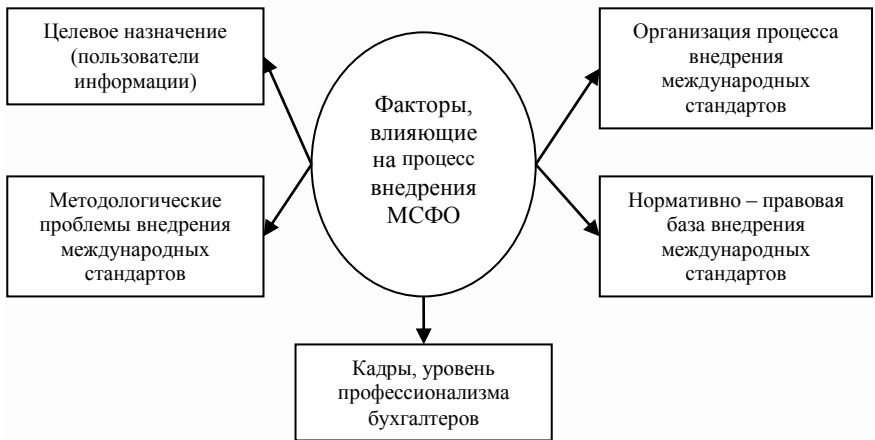 Целевое назначение
(пользователи
информации)
Организация процесса
внедрения
международных
стандартов
Факторы,
влияющие
на процесс
внедрения
МСФО
Методологические
проблемы внедрения
международных
стандартов
Нормативно – правовая
база внедрения
международных
стандартов
Кадры, уровень
профессионализма
бухгалтеров